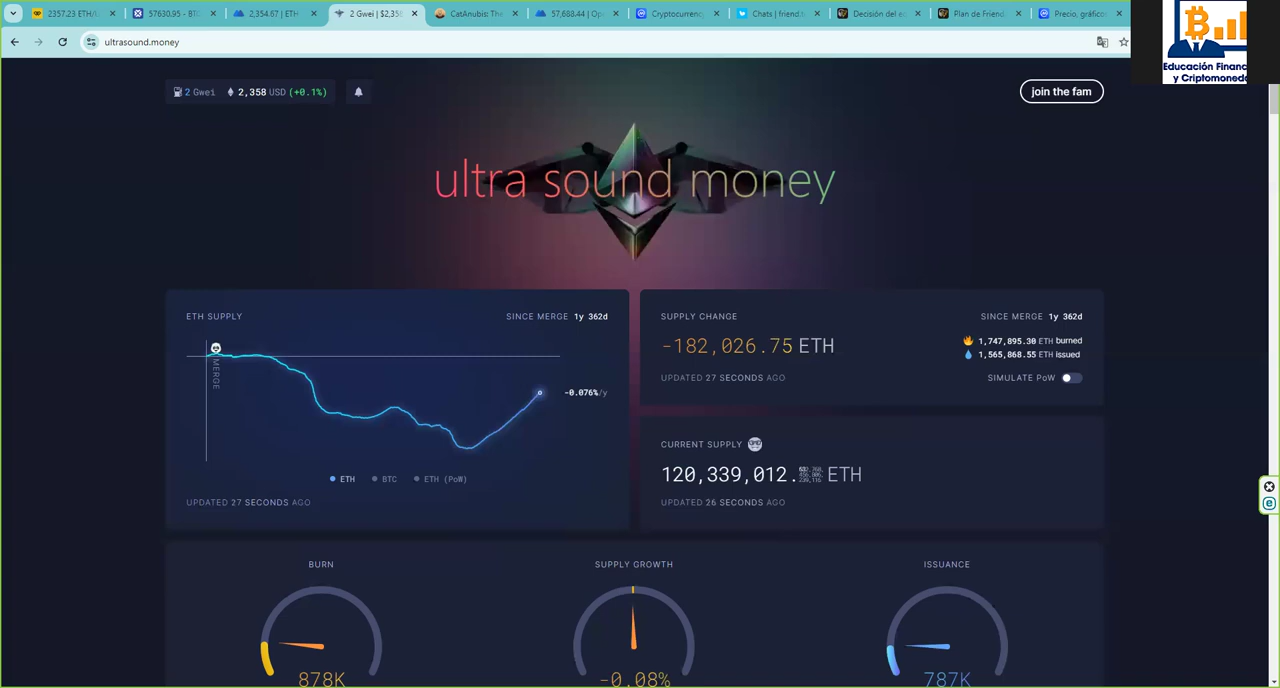 2357.23 ETH/
57630.95 - BTC
2,354.67 | ETH
2 Gwei | $2,35
CatAnubis: The
57,688.44 | Op
Cryptocurrenc
Chats | friend.t
Decisión del ec
Plan de Friend
Precio, gráfico
ultrasound.money
Educación Financ
y Criptomoneda
2 Gwei 2,358 USD (+0.1%)
join the fam
ultra sound money
ETH SUPPLY SINCE MERGE 1y 362d
MERGE
-0.076%/y
ETH BTC ETH (PoW)
UPDATED 27 SECONDS AGO
SUPPLY CHANGE SINCE MERGE 1y 362d
-182,026.75 ETH
1,747,895.30 ETH burned
1,565,868.55 ETH issued
UPDATED 27 SECONDS AGO
SIMULATE PoW
CURRENT SUPPLY
120,339,012. ETH
UPDATED 26 SECONDS AGO
BURN SUPPLY GROWTH ISSUANCE
878K -0.08% 787K